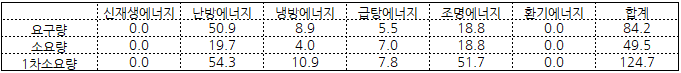 신재생에너지 난방에너지 냉방에너지 급탕에너지 조명에너지 환기에너지 합계
요구량 0.0 50.9 8.9 5.5 18.8 0.0 84.2
소요량 0.0 19.7 4.0 7.0 18.8 0.0 49.5
1차소요량 0.0 54.3 10.9 7.8 51.7 0.0 124.7